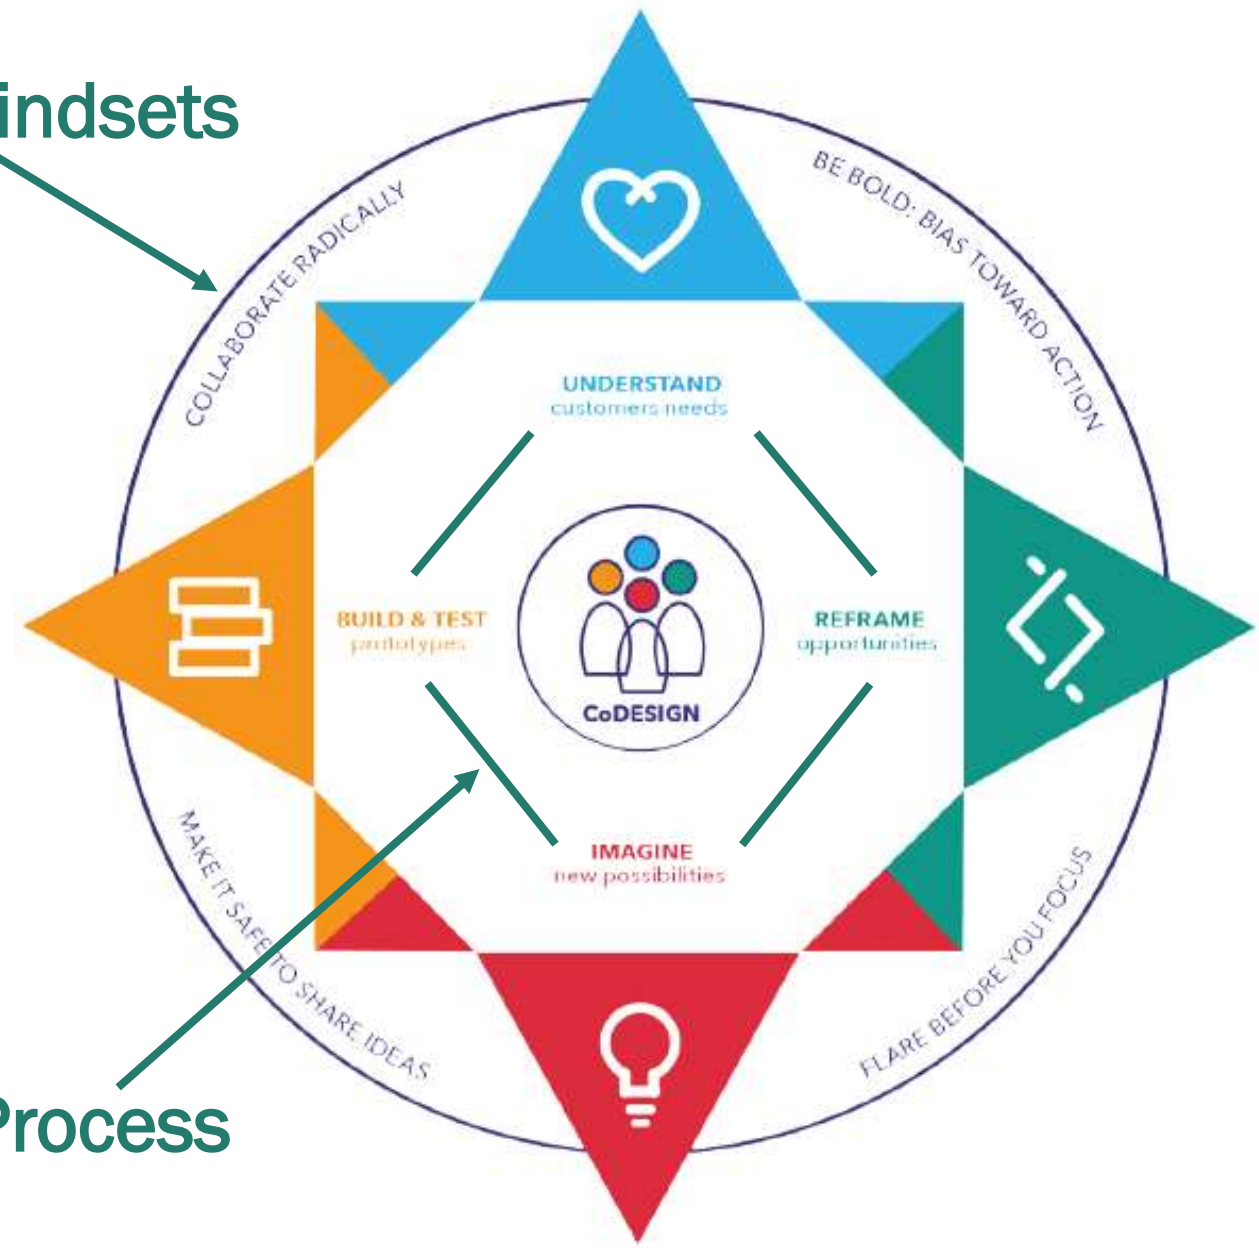 indsets
COLLABORATE RADICALLY
BE BOLD: BIAS TOWARD ACTION
UNDERSTAND
customers needs
BUILD & TEST
prototypes
REFRAME
opportunities
CoDESIGN
IMAGINE
new possibilities
MAKE IT SAFE TO SHARE IDEAS
FLARE BEFORE YOU FOCUS
Process